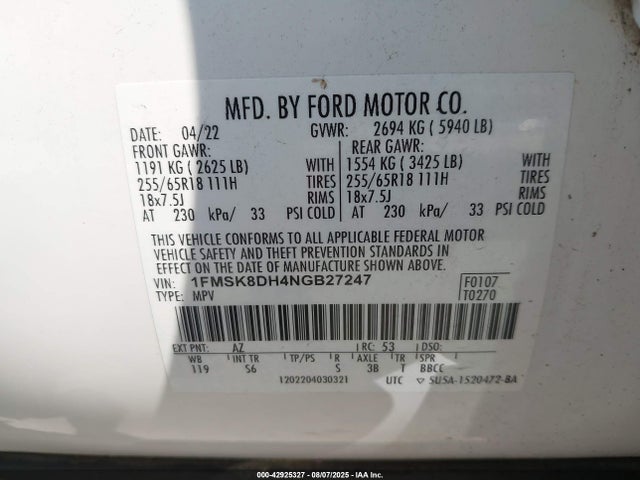 MFD. BY FORD MOTOR CO.
DATE: 04/22 GVWR: 2694 KG ( 5940 LB)
FRONT GAWR: REAR GAWR:
1191 KG ( 2625 LB) WITH 1554 KG ( 3425 LB) WITH
255/65R18 111H TIRES 255/65R18 111H TIRES
18x7.5J RIMS 18x7.5J RIMS
AT 230 kPa/ 33 PSI COLD AT 230 kPa/ 33 PSI COLD
THIS VEHICLE CONFORMS TO ALL APPLICABLE FEDERAL MOTOR
VEHICLE SAFETY AND THEFT PREVENTION STANDARDS IN
EFFECT ON THE DATE OF MANUFACTURE SHOWN ABOVE.
VIN: 1FMSK8DH4NGB27247 F0107
TYPE: MPV T0270
EXT PNT: AZ RC: 53 DSO:
WB INT TR TP/PS R AXLE TR SPR
119 S6 S 3B T BBCC
1202204030321 UTC 5U5A-1520472-BA
000-42925327 - 08/07/2025 - IAA Inc.